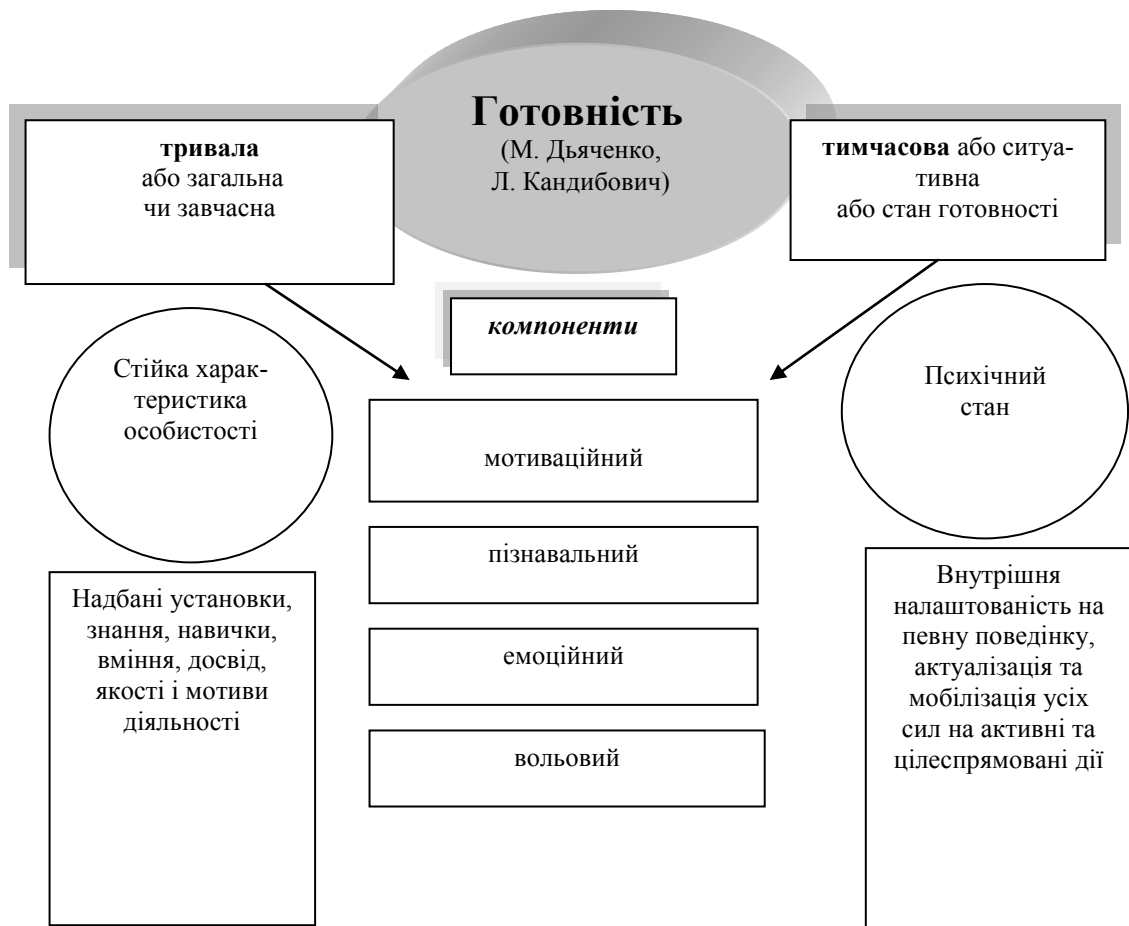 Готовність
(М. Дьяченко,
Л. Кандибович)
тривала
або загальна
чи завчасна
тимчасова або ситуа-
тивна
або стан готовності
компоненти
Стійка харак-
теристика
особистості
Психічний
стан
мотиваційний
пізнавальний
емоційний
вольовий
Надбані установки,
знання, навички,
вміння, досвід,
якості і мотиви
діяльності
Внутрішня
налаштованість на
певну поведінку,
актуалізація та
мобілізація усіх
сил на активні та
цілеспрямовані дії